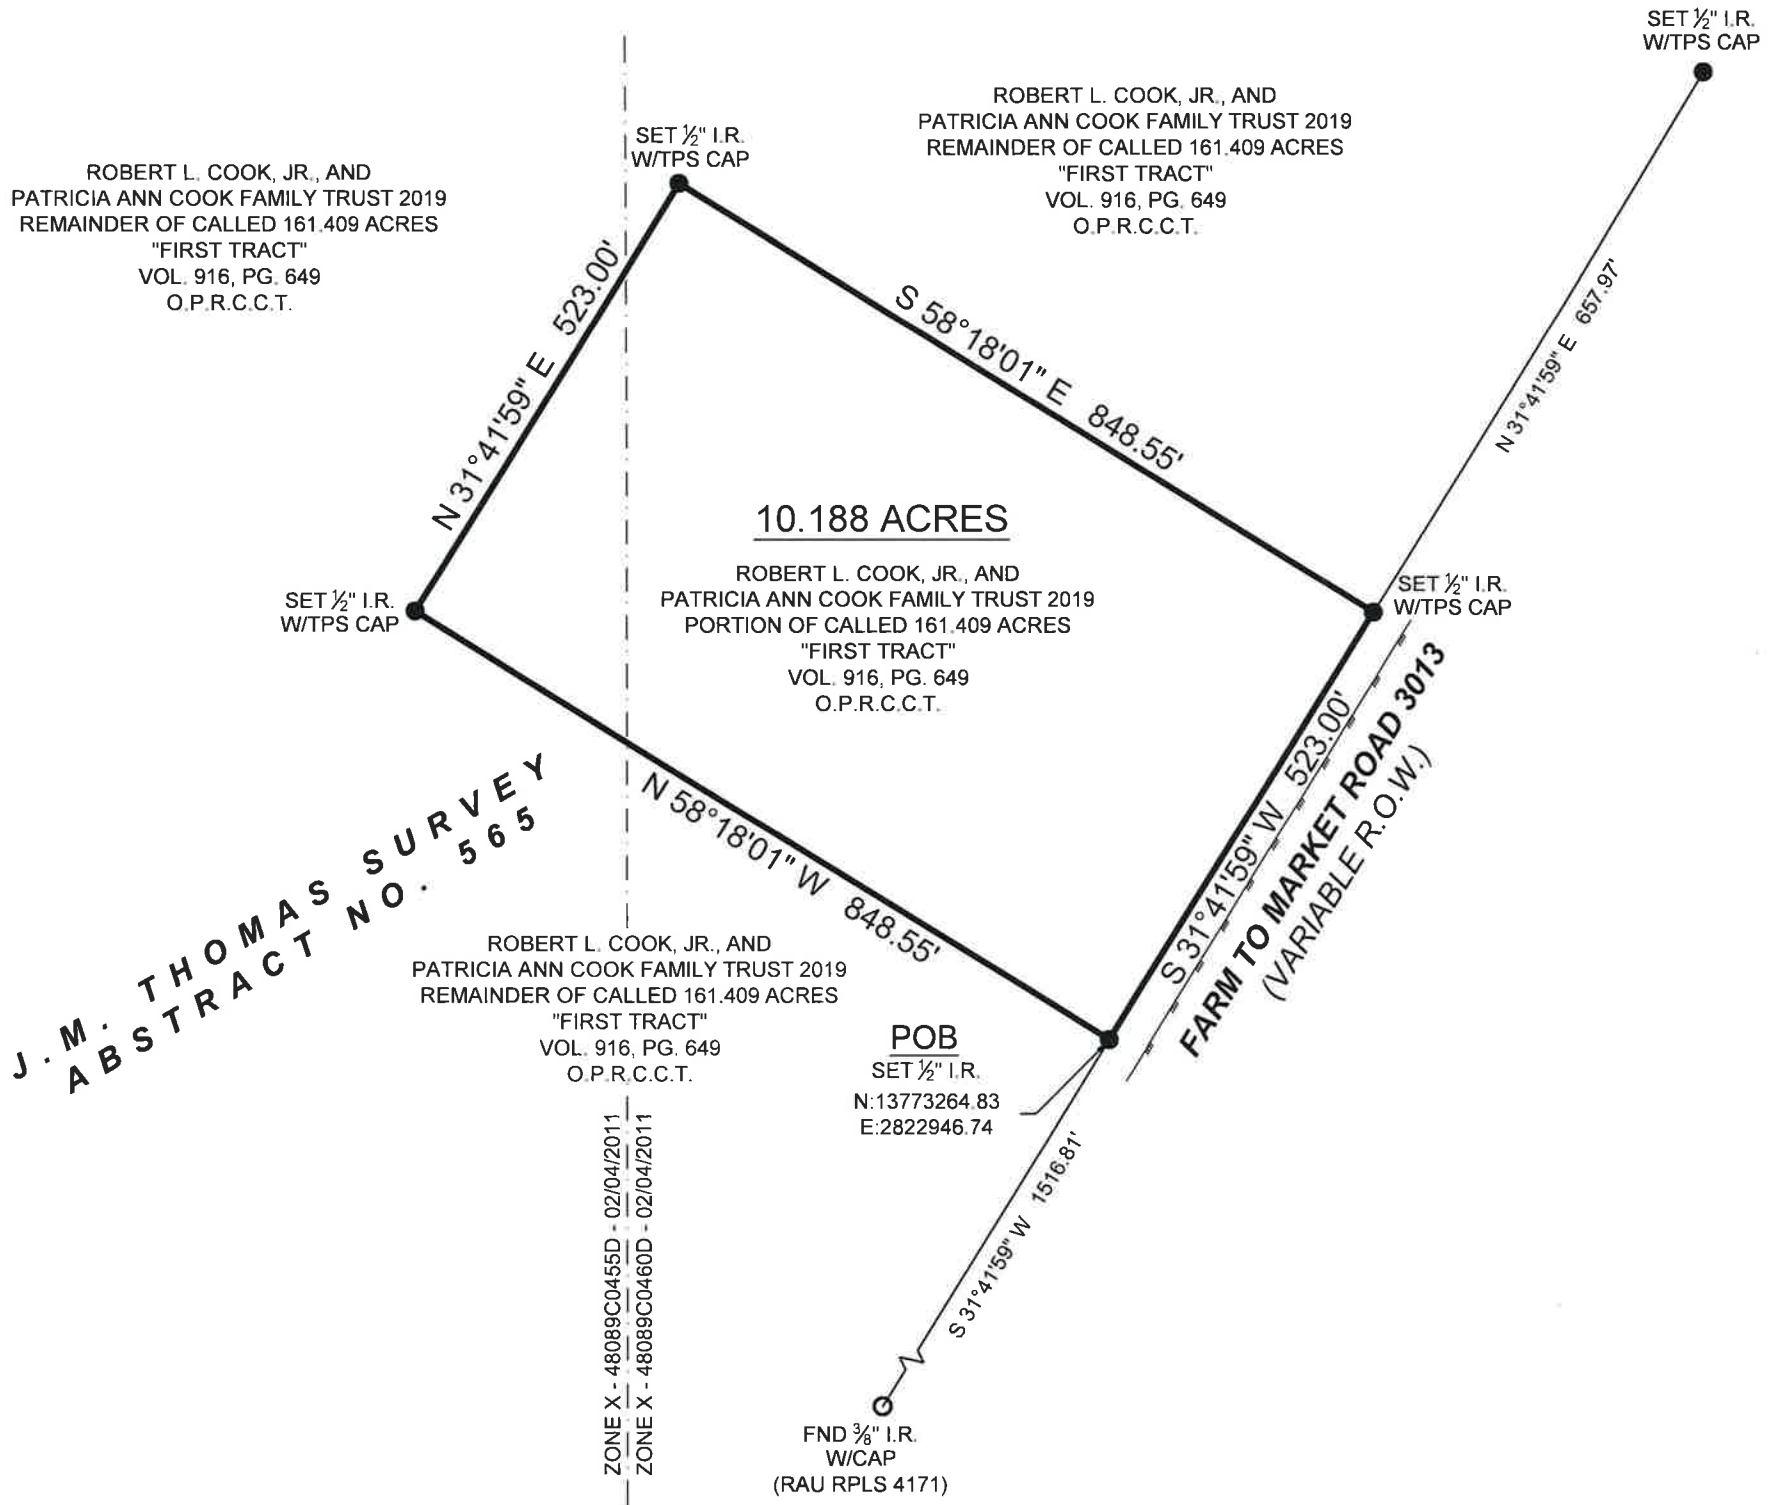 SET ½" I.R.
W/TPS CAP
ROBERT L. COOK, JR., AND
PATRICIA ANN COOK FAMILY TRUST 2019
REMAINDER OF CALLED 161.409 ACRES
"FIRST TRACT"
VOL. 916, PG. 649
O.P.R.C.C.T.
SET ½" I.R.
W/TPS CAP
ROBERT L. COOK, JR., AND
PATRICIA ANN COOK FAMILY TRUST 2019
REMAINDER OF CALLED 161.409 ACRES
"FIRST TRACT"
VOL. 916, PG. 649
O.P.R.C.C.T.
N 31°41'59" E 523.00'
S 58°18'01" E 848.55'
N 31°41'59" E 657.97'
10.188 ACRES
ROBERT L. COOK, JR., AND
PATRICIA ANN COOK FAMILY TRUST 2019
PORTION OF CALLED 161.409 ACRES
"FIRST TRACT"
VOL. 916, PG. 649
O.P.R.C.C.T.
SET ½" I.R.
W/TPS CAP
SET ½" I.R.
W/TPS CAP
S 31°41'59" W 523.00'
FARM TO MARKET ROAD 3013
(VARIABLE R.O.W.)
N 58°18'01" W 848.55'
J.M. THOMAS SURVEY
ABSTRACT NO. 565
ROBERT L. COOK, JR., AND
PATRICIA ANN COOK FAMILY TRUST 2019
REMAINDER OF CALLED 161.409 ACRES
"FIRST TRACT"
VOL. 916, PG. 649
O.P.R.C.C.T.
POB
SET ½" I.R.
N:13773264.83
E:2822946.74
ZONE X - 48089C0455D - 02/04/2011
ZONE X - 48089C0460D - 02/04/2011
S 31°41'59" W 1516.81'
FND ⅜" I.R.
W/CAP
(RAU RPLS 4171)